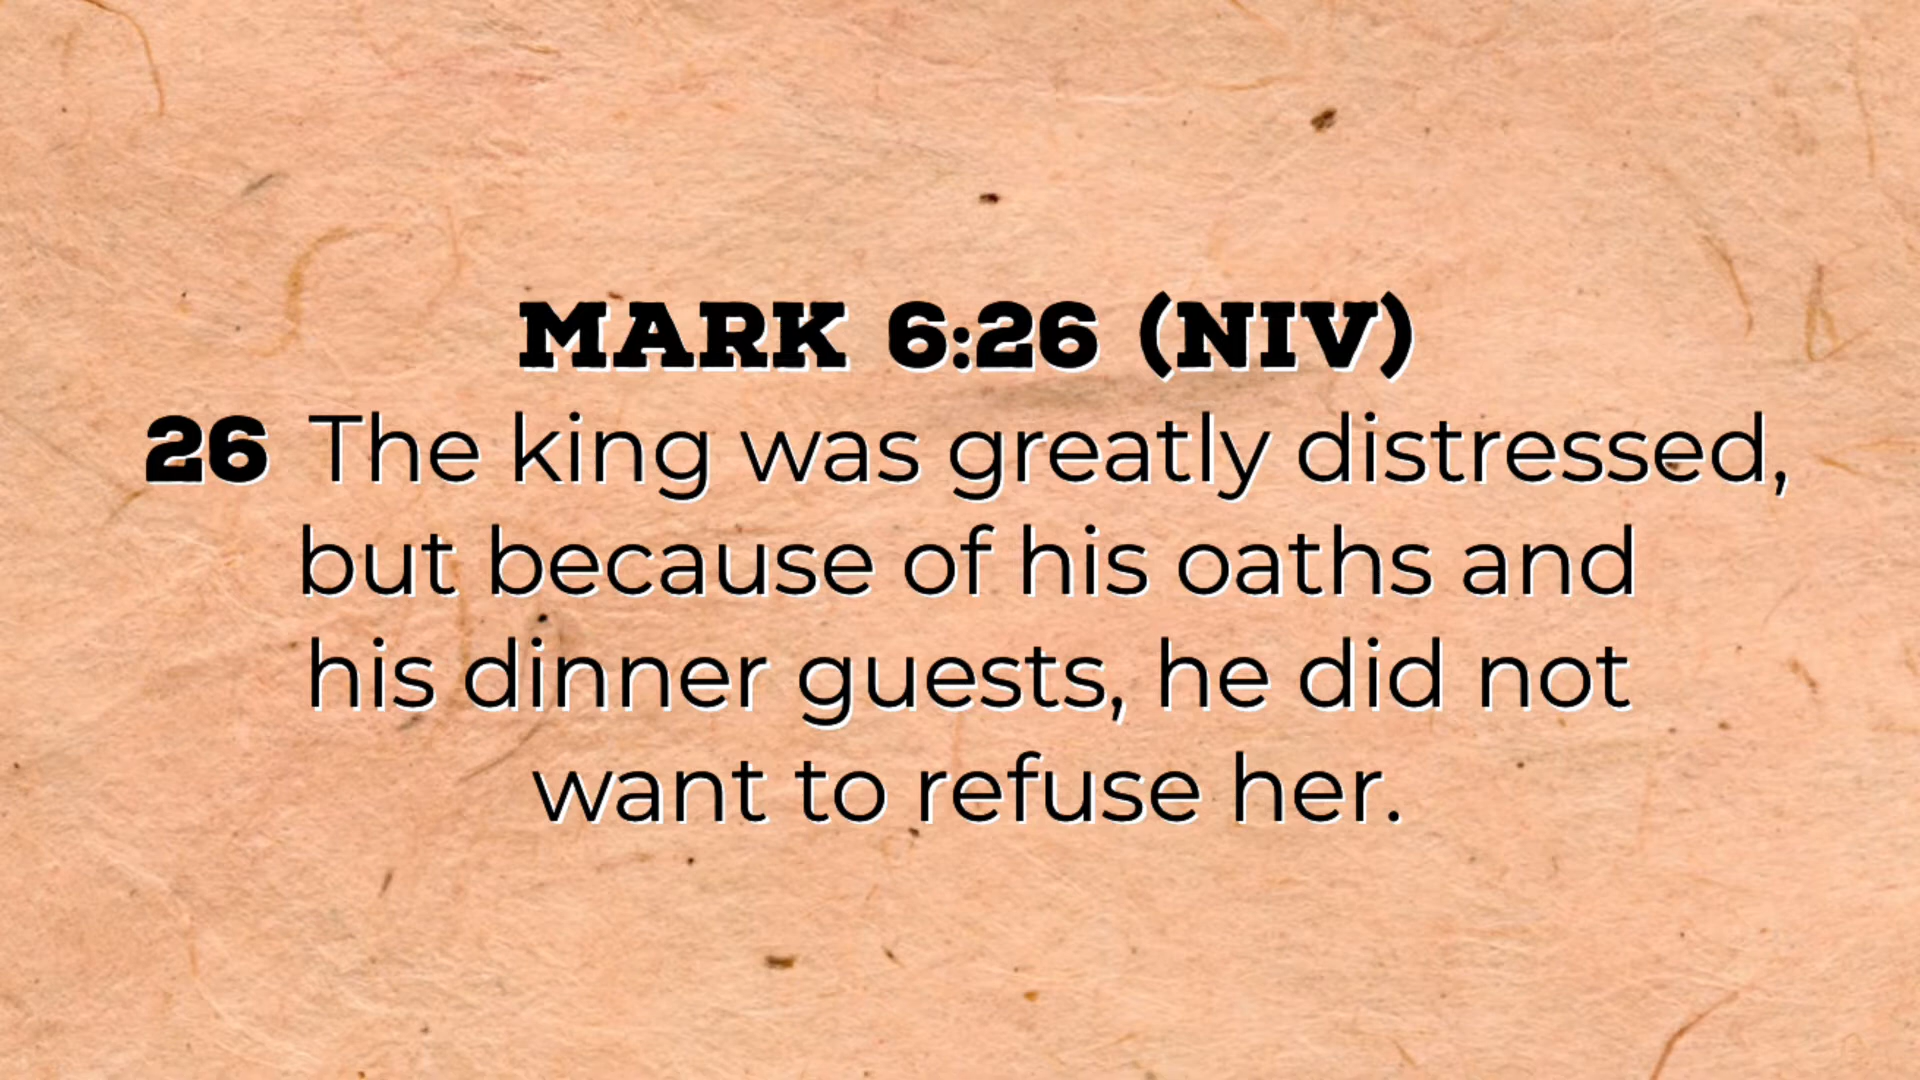 MARK 6:26 (NIV)
26 The king was greatly distressed,
but because of his oaths and
his dinner guests, he did not
want to refuse her.